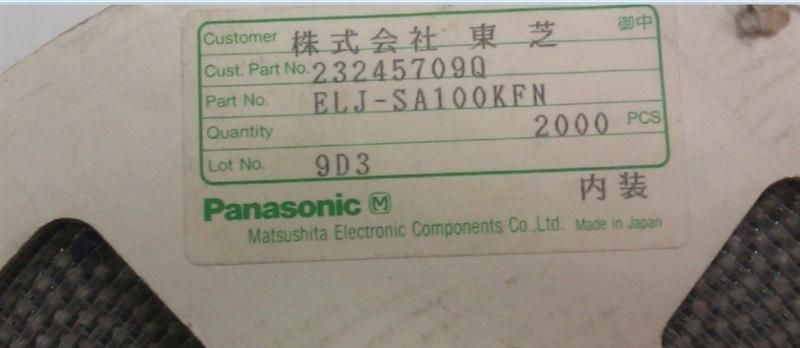 Customer 株式会社 東芝 御中
Cust. Part No. 23245709Q
Part No. ELJ-SA100KFN
Quantity 2000 PCS
Lot No. 9D3
内装
Panasonic M
Matsushita Electronic Components Co.,Ltd. Made in Japan